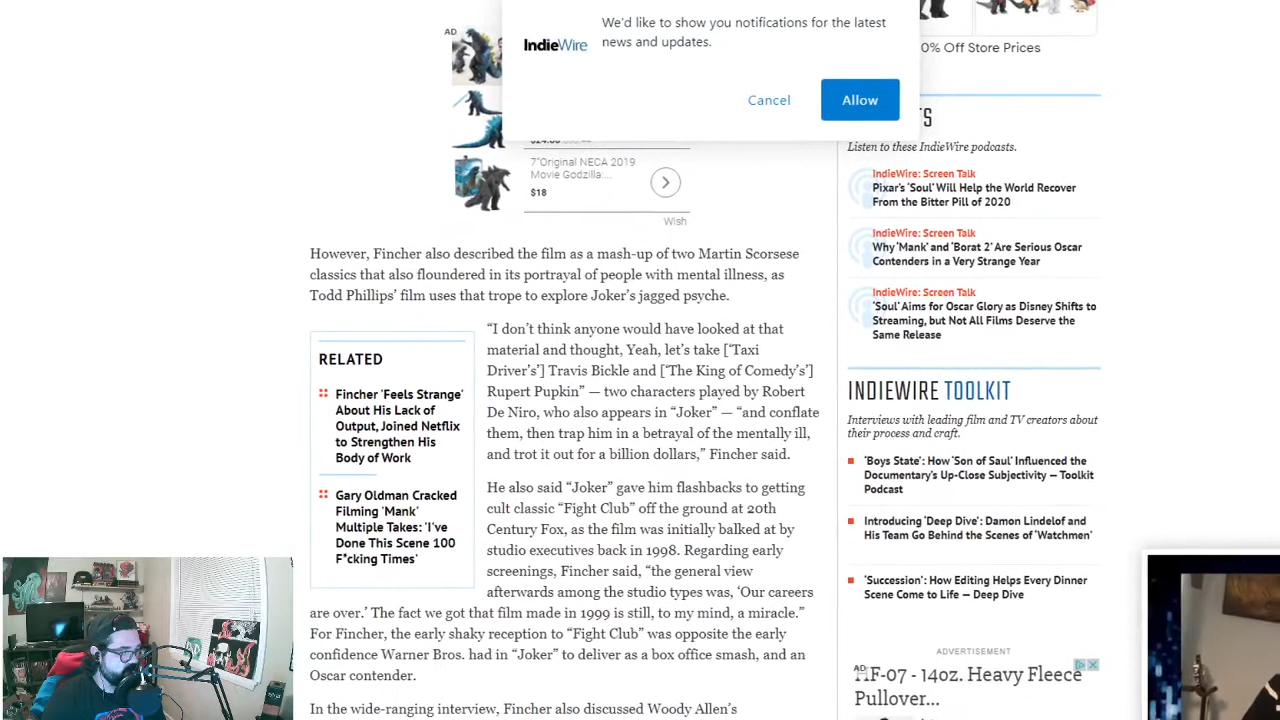 We'd like to show you notifications for the latest
news and updates.
IndieWire
Cancel
Allow
AD
7"Original NECA 2019
Movie Godzilla:...
$18
Wish
0% Off Store Prices
Listen to these IndieWire podcasts.
IndieWire: Screen Talk
Pixar's 'Soul' Will Help the World Recover
From the Bitter Pill of 2020
IndieWire: Screen Talk
Why 'Mank' and 'Borat 2' Are Serious Oscar
Contenders in a Very Strange Year
IndieWire: Screen Talk
'Soul' Aims for Oscar Glory as Disney Shifts to
Streaming, but Not All Films Deserve the
Same Release
However, Fincher also described the film as a mash-up of two Martin Scorsese
classics that also floundered in its portrayal of people with mental illness, as
Todd Phillips' film uses that trope to explore Joker's jagged psyche.
RELATED
Fincher 'Feels Strange'
About His Lack of
Output, Joined Netflix
to Strengthen His
Body of Work
Gary Oldman Cracked
Filming 'Mank'
Multiple Takes: 'I've
Done This Scene 100
F*cking Times'
“I don't think anyone would have looked at that
material and thought, Yeah, let's take [‘Taxi
Driver's'] Travis Bickle and [‘The King of Comedy's']
Rupert Pupkin” — two characters played by Robert
De Niro, who also appears in “Joker” — “and conflate
them, then trap him in a betrayal of the mentally ill,
and trot it out for a billion dollars,” Fincher said.
He also said “Joker” gave him flashbacks to getting
cult classic “Fight Club” off the ground at 20th
Century Fox, as the film was initially balked at by
studio executives back in 1998. Regarding early
screenings, Fincher said, “the general view
afterwards among the studio types was, ‘Our careers
are over.’ The fact we got that film made in 1999 is still, to my mind, a miracle.”
For Fincher, the early shaky reception to “Fight Club” was opposite the early
confidence Warner Bros. had in “Joker” to deliver as a box office smash, and an
Oscar contender.
In the wide-ranging interview, Fincher also discussed Woody Allen's
INDIEWIRE TOOLKIT
Interviews with leading film and TV creators about
their process and craft.
'Boys State': How 'Son of Saul' Influenced the
Documentary's Up-Close Subjectivity — Toolkit
Podcast
Introducing 'Deep Dive': Damon Lindelof and
His Team Go Behind the Scenes of 'Watchmen'
'Succession': How Editing Helps Every Dinner
Scene Come to Life — Deep Dive
ADVERTISEMENT
AD
HF-07 - 14oz. Heavy Fleece
Pullover...